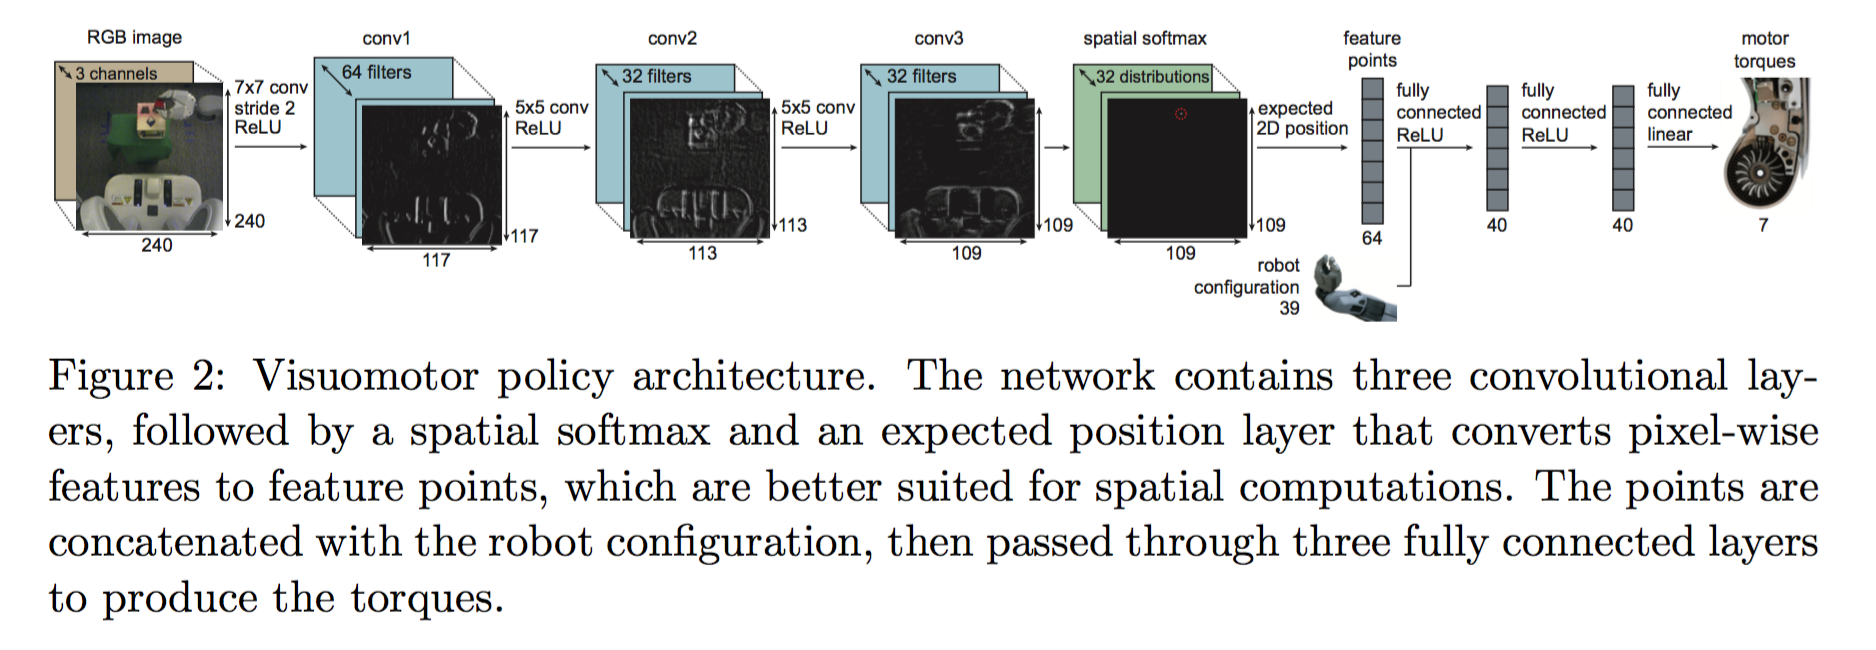 RGB image
3 channels
240
240
7x7 conv
stride 2
ReLU
conv1
64 filters
117
117
5x5 conv
ReLU
conv2
32 filters
113
113
5x5 conv
ReLU
conv3
32 filters
109
109
spatial softmax
32 distributions
109
109
expected
2D position
feature
points
64
robot
configuration
39
fully
connected
ReLU
40
fully
connected
ReLU
40
fully
connected
linear
motor
torques
7
Figure 2: Visuomotor policy architecture. The network contains three convolutional lay-
ers, followed by a spatial softmax and an expected position layer that converts pixel-wise
features to feature points, which are better suited for spatial computations. The points are
concatenated with the robot configuration, then passed through three fully connected layers
to produce the torques.